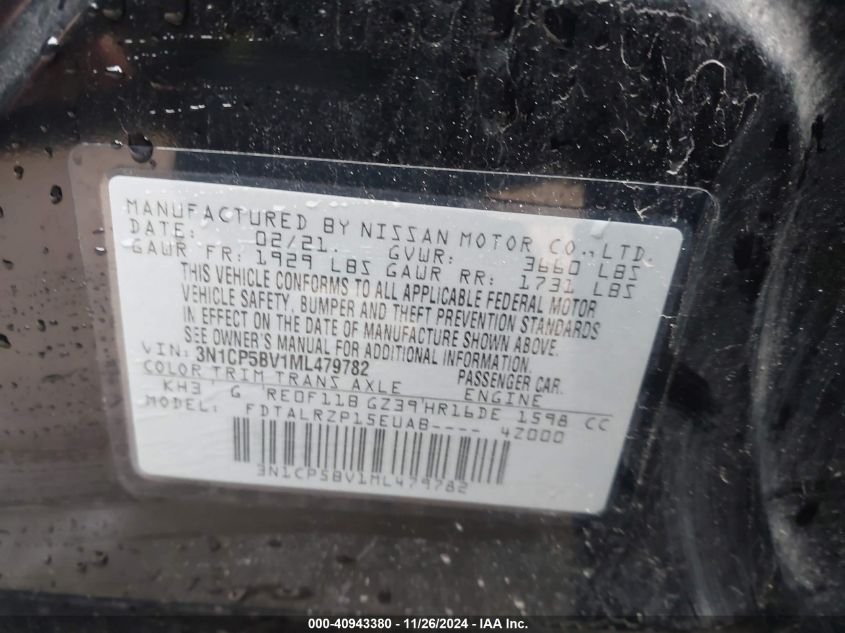 MANUFACTURED BY NISSAN MOTOR CO., LTD.
DATE: 02/21 GVWR: 3660 LBS
GAWR FR: 1929 LBS GAWR RR: 1731 LBS
THIS VEHICLE CONFORMS TO ALL APPLICABLE FEDERAL MOTOR
VEHICLE SAFETY, BUMPER AND THEFT PREVENTION STANDARDS
IN EFFECT ON THE DATE OF MANUFACTURE SHOWN ABOVE.
SEE OWNER'S MANUAL FOR ADDITIONAL INFORMATION.
VIN: 3N1CP5BV1ML479782 PASSENGER CAR.
COLOR TRIM TRANS AXLE ENGINE
KH3 G RE0F11B GZ39 HR16DE 1598 CC
MODEL: FDTALRZP15EUAB---- 4Z000
3N1CP5BV1ML479782
000-40943380 - 11/26/2024 - IAA Inc.